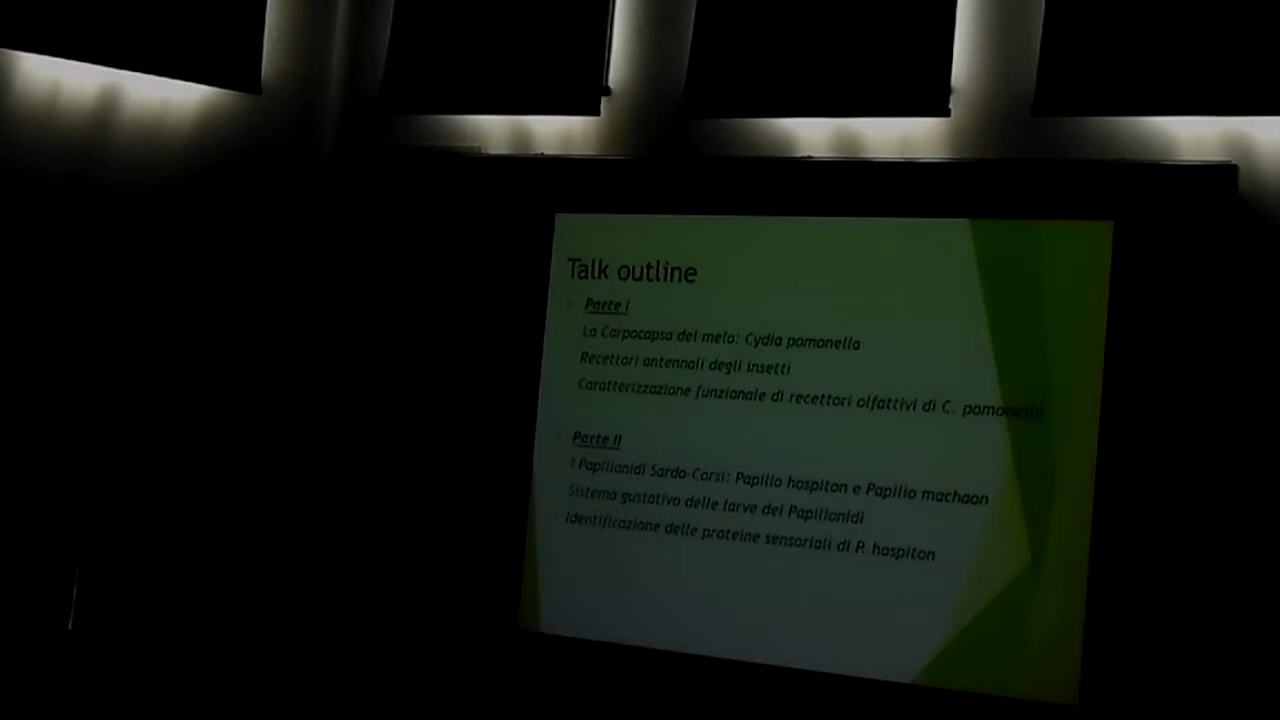 Talk outline
Parte I
La Carpocapsa del melo: Cydia pomonella
Recettori antennali degli insetti
Caratterizzazione funzionale di recettori olfattivi di C. pomonella
Parte II
I Papilionidi Sardo-Corsi: Papilio hospiton e Papilio machaon
Sistema gustativo delle larve dei Papilionidi
Identificazione delle proteine sensoriali di P. hospiton